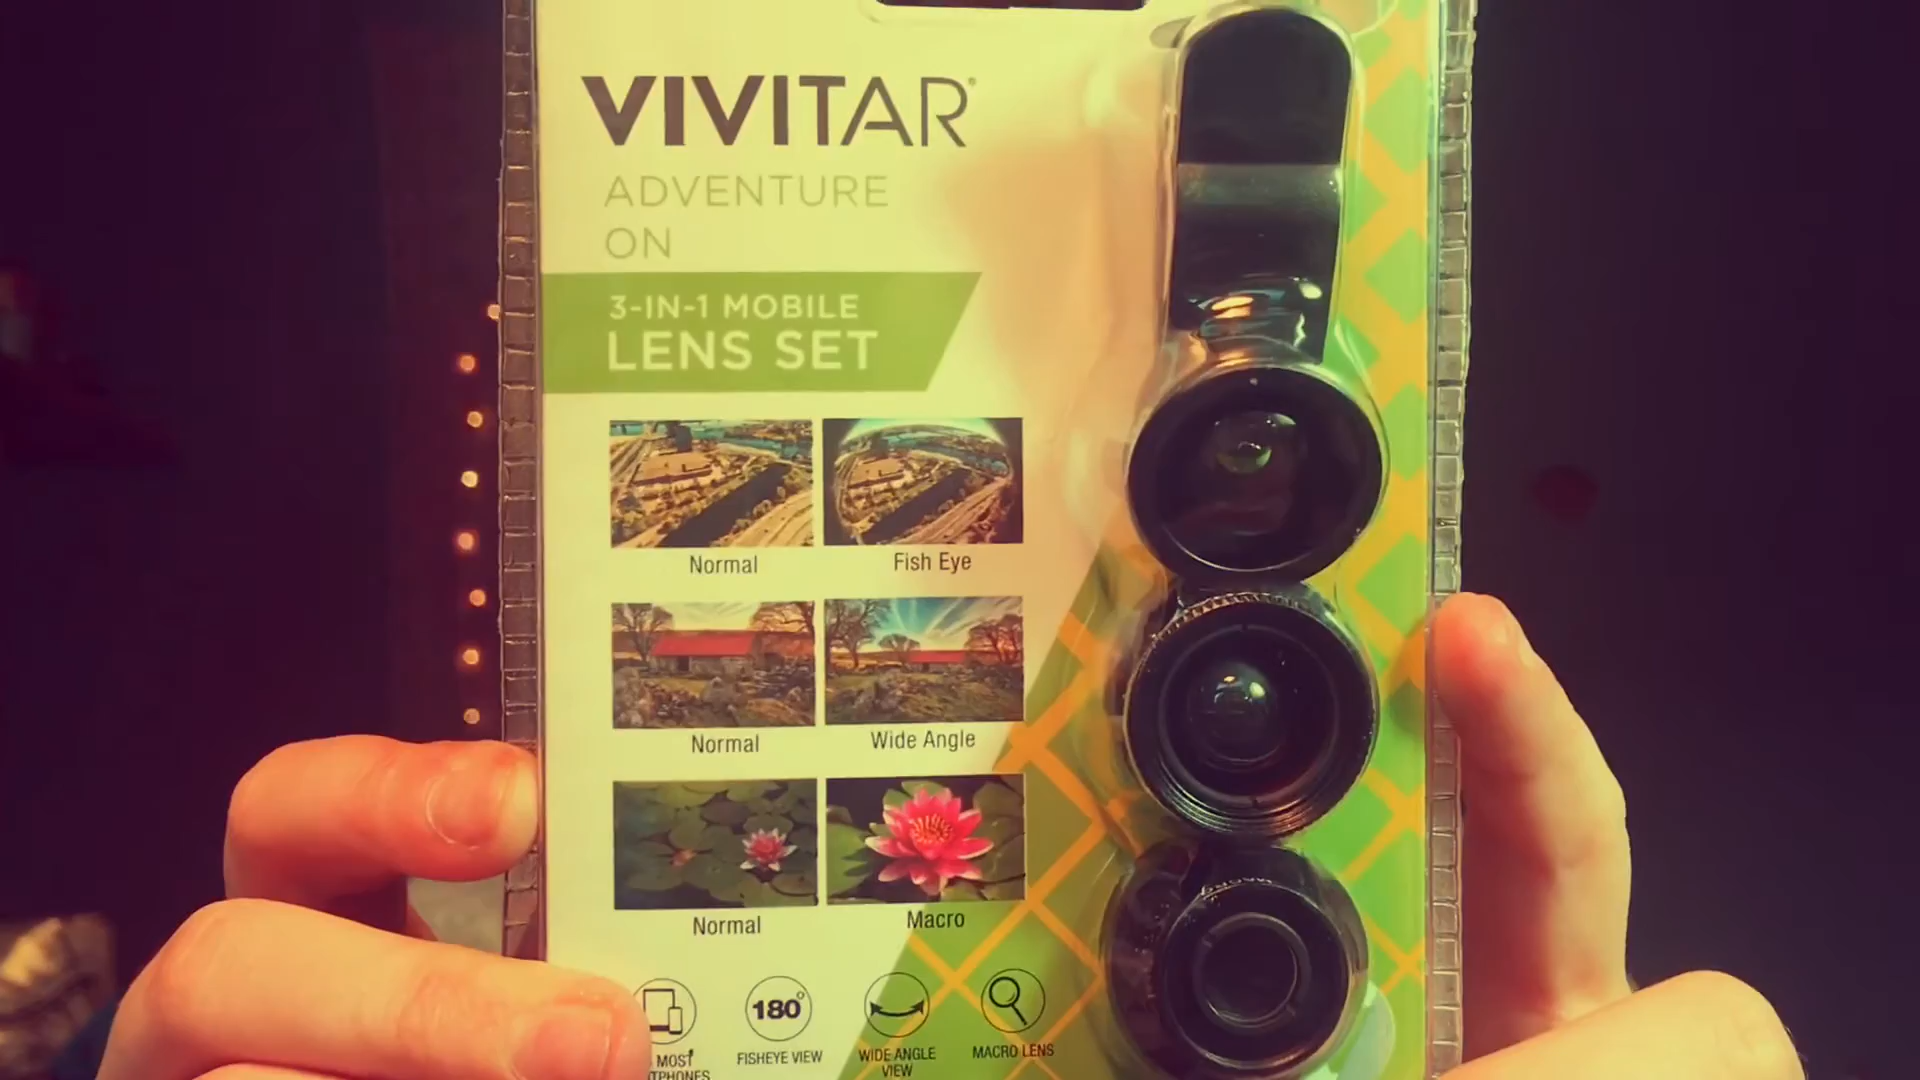 VIVITAR®
ADVENTURE
ON
3-IN-1 MOBILE
LENS SET
Normal
Fish Eye
Normal
Wide Angle
Normal
Macro
MOST
180°
FISHEYE VIEW
WIDE ANGLE
VIEW
MACRO LENS